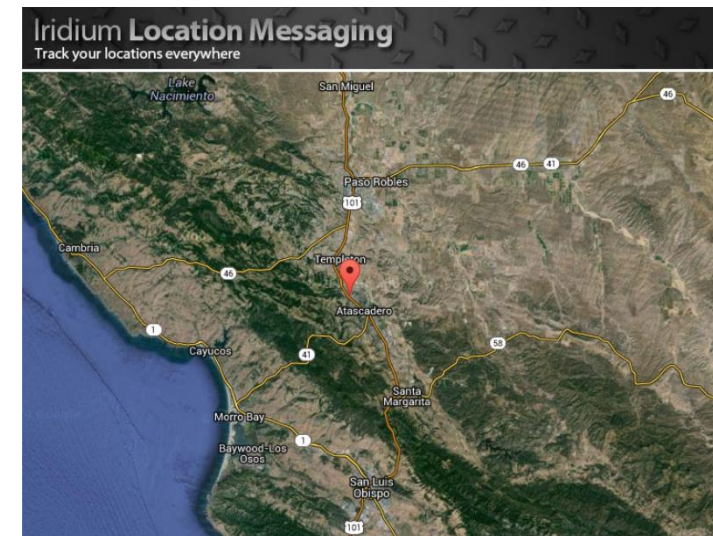 Iridium Location Messaging
Track your locations everywhere
Lake
Nacimiento
San Miguel
46
46
41
Paso Robles
101
Cambria
Templeton
46
Atascadero
1
Cayucos
41
58
Santa
Margarita
Morro Bay
1
Baywood-Los
Osos
San Luis
Obispo
101